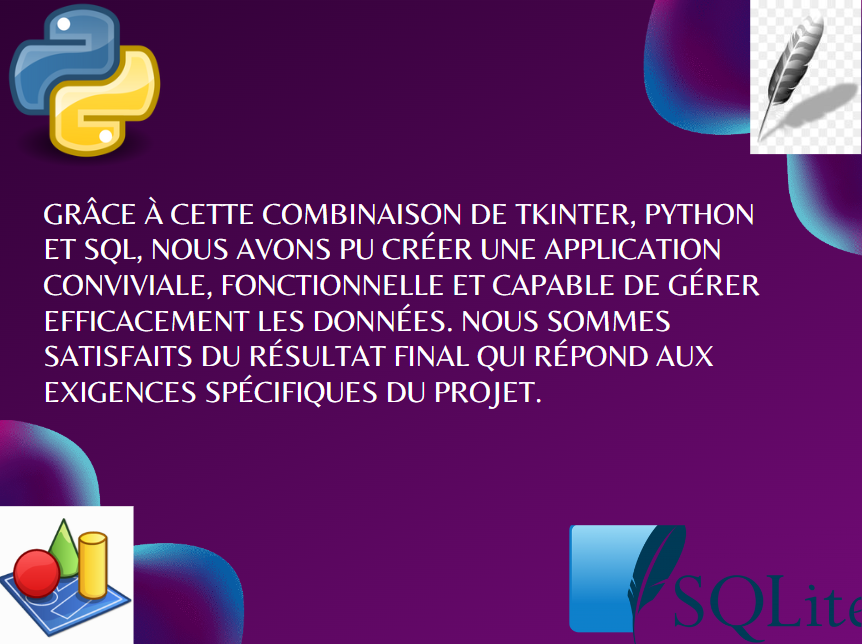 GRÂCE À CETTE COMBINAISON DE TKINTER, PYTHON
ET SQL, NOUS AVONS PU CRÉER UNE APPLICATION
CONVIVIALE, FONCTIONNELLE ET CAPABLE DE GÉRER
EFFICACEMENT LES DONNÉES. NOUS SOMMES
SATISFAITS DU RÉSULTAT FINAL QUI RÉPOND AUX
EXIGENCES SPÉCIFIQUES DU PROJET.
SQLite